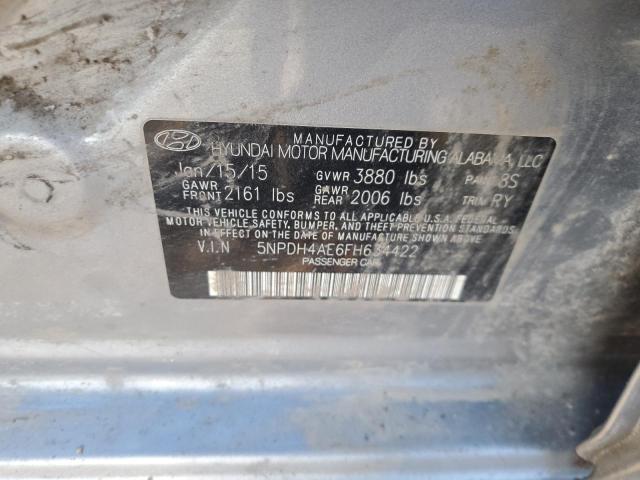 MANUFACTURED BY
HYUNDAI MOTOR MANUFACTURING ALABAMA, LLC
Jan/15/15 GVWR 3880 lbs PAINT 8S
GAWR FRONT 2161 lbs GAWR REAR 2006 lbs TRIM RY
THIS VEHICLE CONFORMS TO ALL APPLICABLE U.S.A. FEDERAL
MOTOR VEHICLE SAFETY, BUMPER, AND THEFT PREVENTION STANDARDS
IN EFFECT ON THE DATE OF MANUFACTURE SHOWN ABOVE.
V.I.N 5NPDH4AE6FH634422
PASSENGER CAR